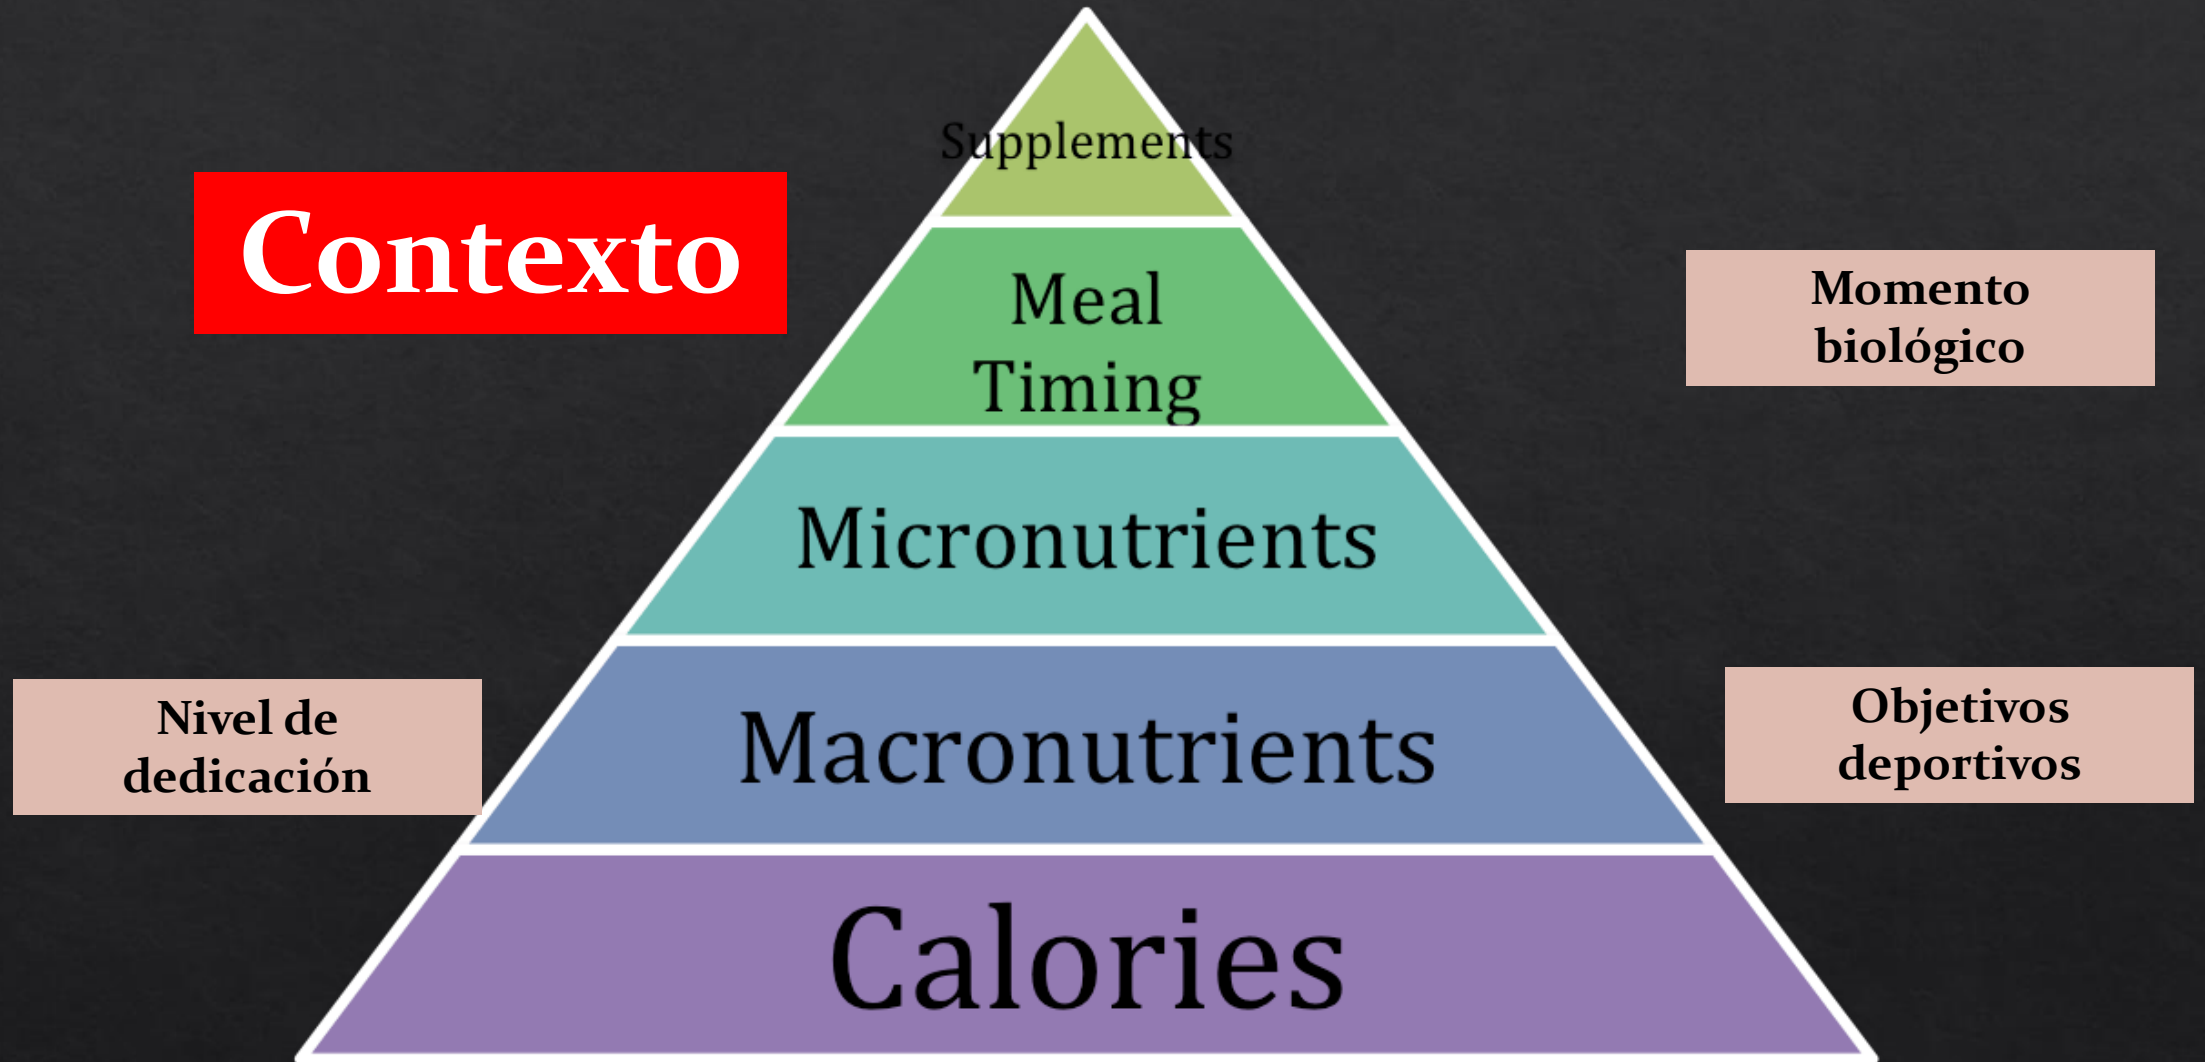 Supplements
Contexto
Meal
Timing
Momento
biológico
Micronutrients
Nivel de
dedicación
Macronutrients
Objetivos
deportivos
Calories